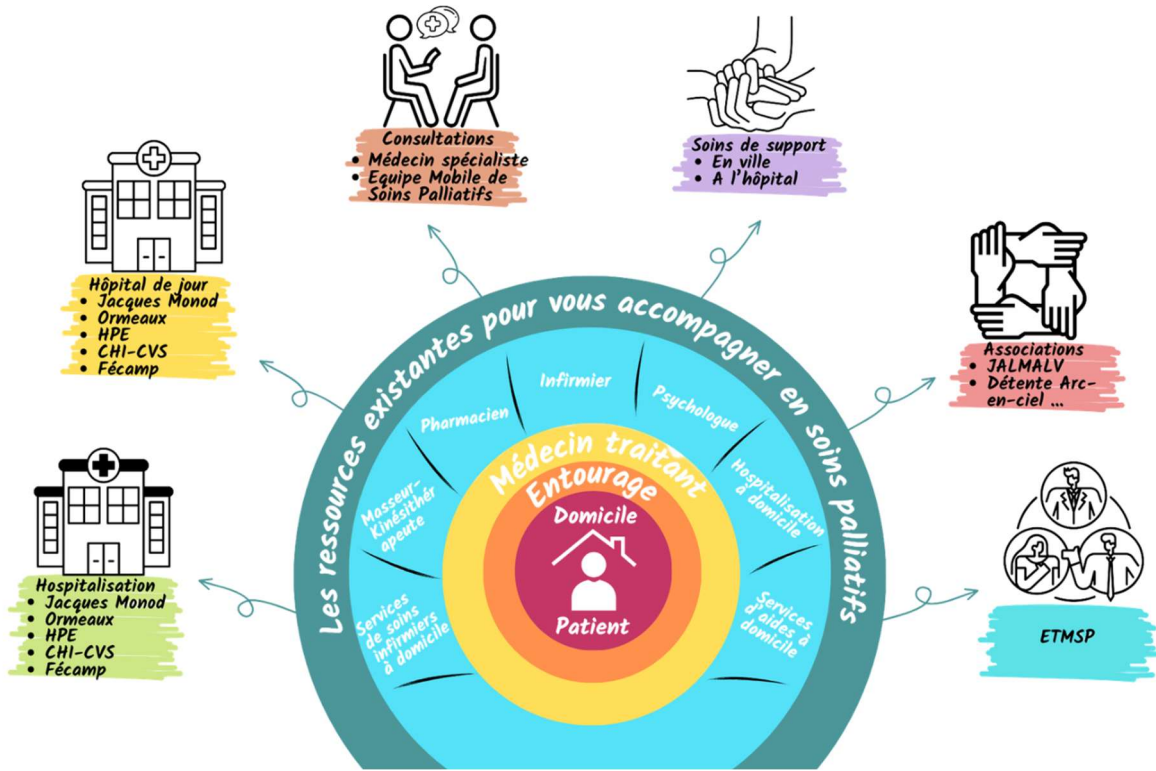 Consultations
• Médecin spécialiste
• Equipe Mobile de
Soins Palliatifs
Soins de support
• En ville
• A l'hôpital
Hôpital de jour
• Jacques Monod
• Ormeaux
• HPE
• CHI-CVS
• Fécamp
Associations
• JALMALV
• Détente Arc-
en-ciel ...
Hospitalisation
• Jacques Monod
• Ormeaux
• HPE
• CHI-CVS
• Fécamp
ETMSP
Les ressources existantes pour vous accompagner en soins palliatifs
Services
de soins
infirmiers
à domicile
Masseur-
Kinésithér
apeute
Pharmacien
Infirmier
Psychologue
Hospitalisation
à domicile
Services
d'aides à
domicile
Médecin traitant
Entourage
Domicile
Patient